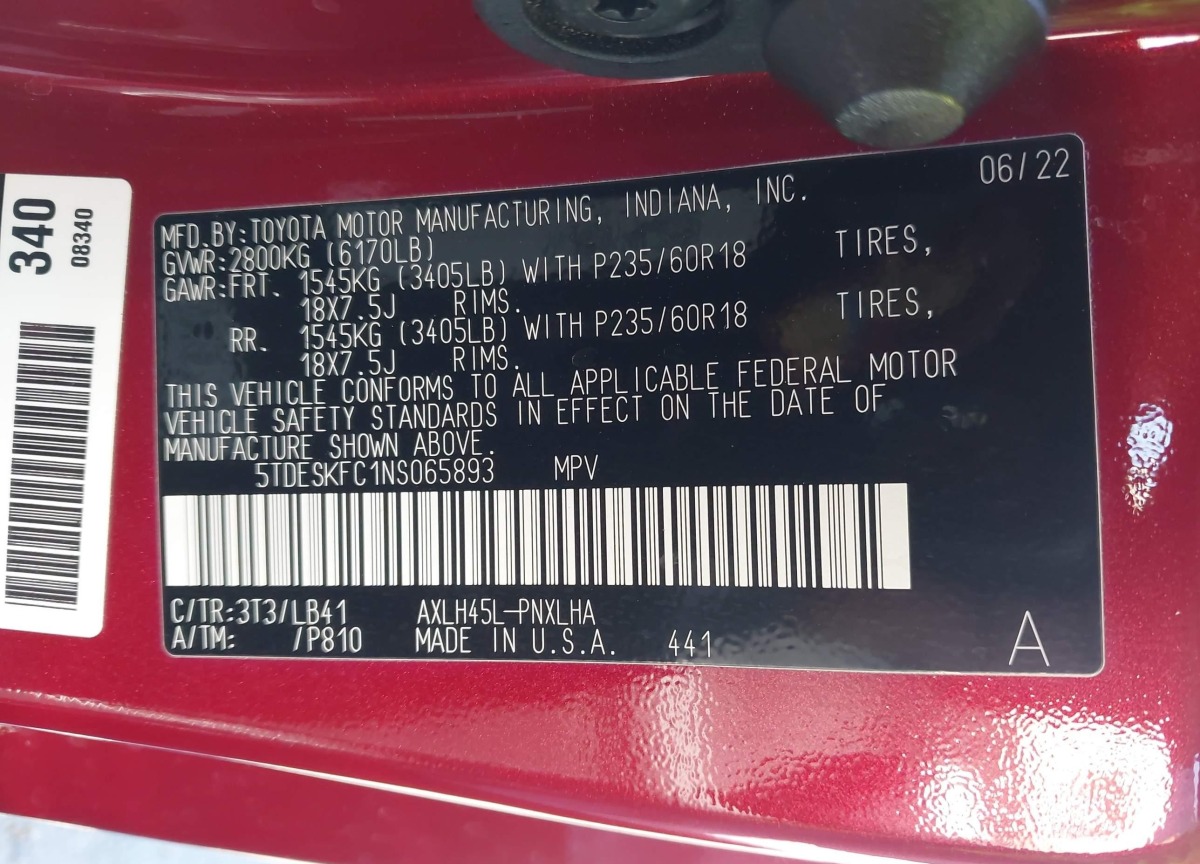 340
08340
06/22
MFD.BY:TOYOTA MOTOR MANUFACTURING, INDIANA, INC.
GVWR:2800KG (6170LB)
GAWR:FRT. 1545KG (3405LB) WITH P235/60R18 TIRES,
18X7.5J RIMS.
RR. 1545KG (3405LB) WITH P235/60R18 TIRES,
18X7.5J RIMS.
THIS VEHICLE CONFORMS TO ALL APPLICABLE FEDERAL MOTOR
VEHICLE SAFETY STANDARDS IN EFFECT ON THE DATE OF
MANUFACTURE SHOWN ABOVE.
5TDESKFC1NS065893 MPV
C/TR:3T3/LB41 AXLH45L-PNXLHA
A/TM: /P810 MADE IN U.S.A. 441
A